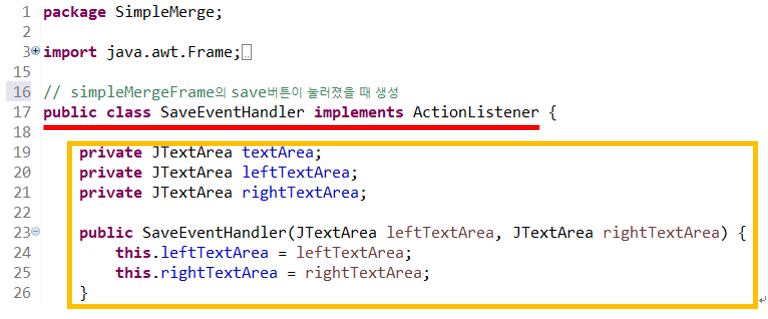 1 package SimpleMerge;
2
3 import java.awt.Frame;
15
16 // simpleMergeFrame의 save버튼이 눌러졌을 때 생성
17 public class SaveEventHandler implements ActionListener {
18
19 private JTextArea textArea;
20 private JTextArea leftTextArea;
21 private JTextArea rightTextArea;
22
23 public SaveEventHandler(JTextArea leftTextArea, JTextArea rightTextArea) {
24 this.leftTextArea = leftTextArea;
25 this.rightTextArea = rightTextArea;
26 }